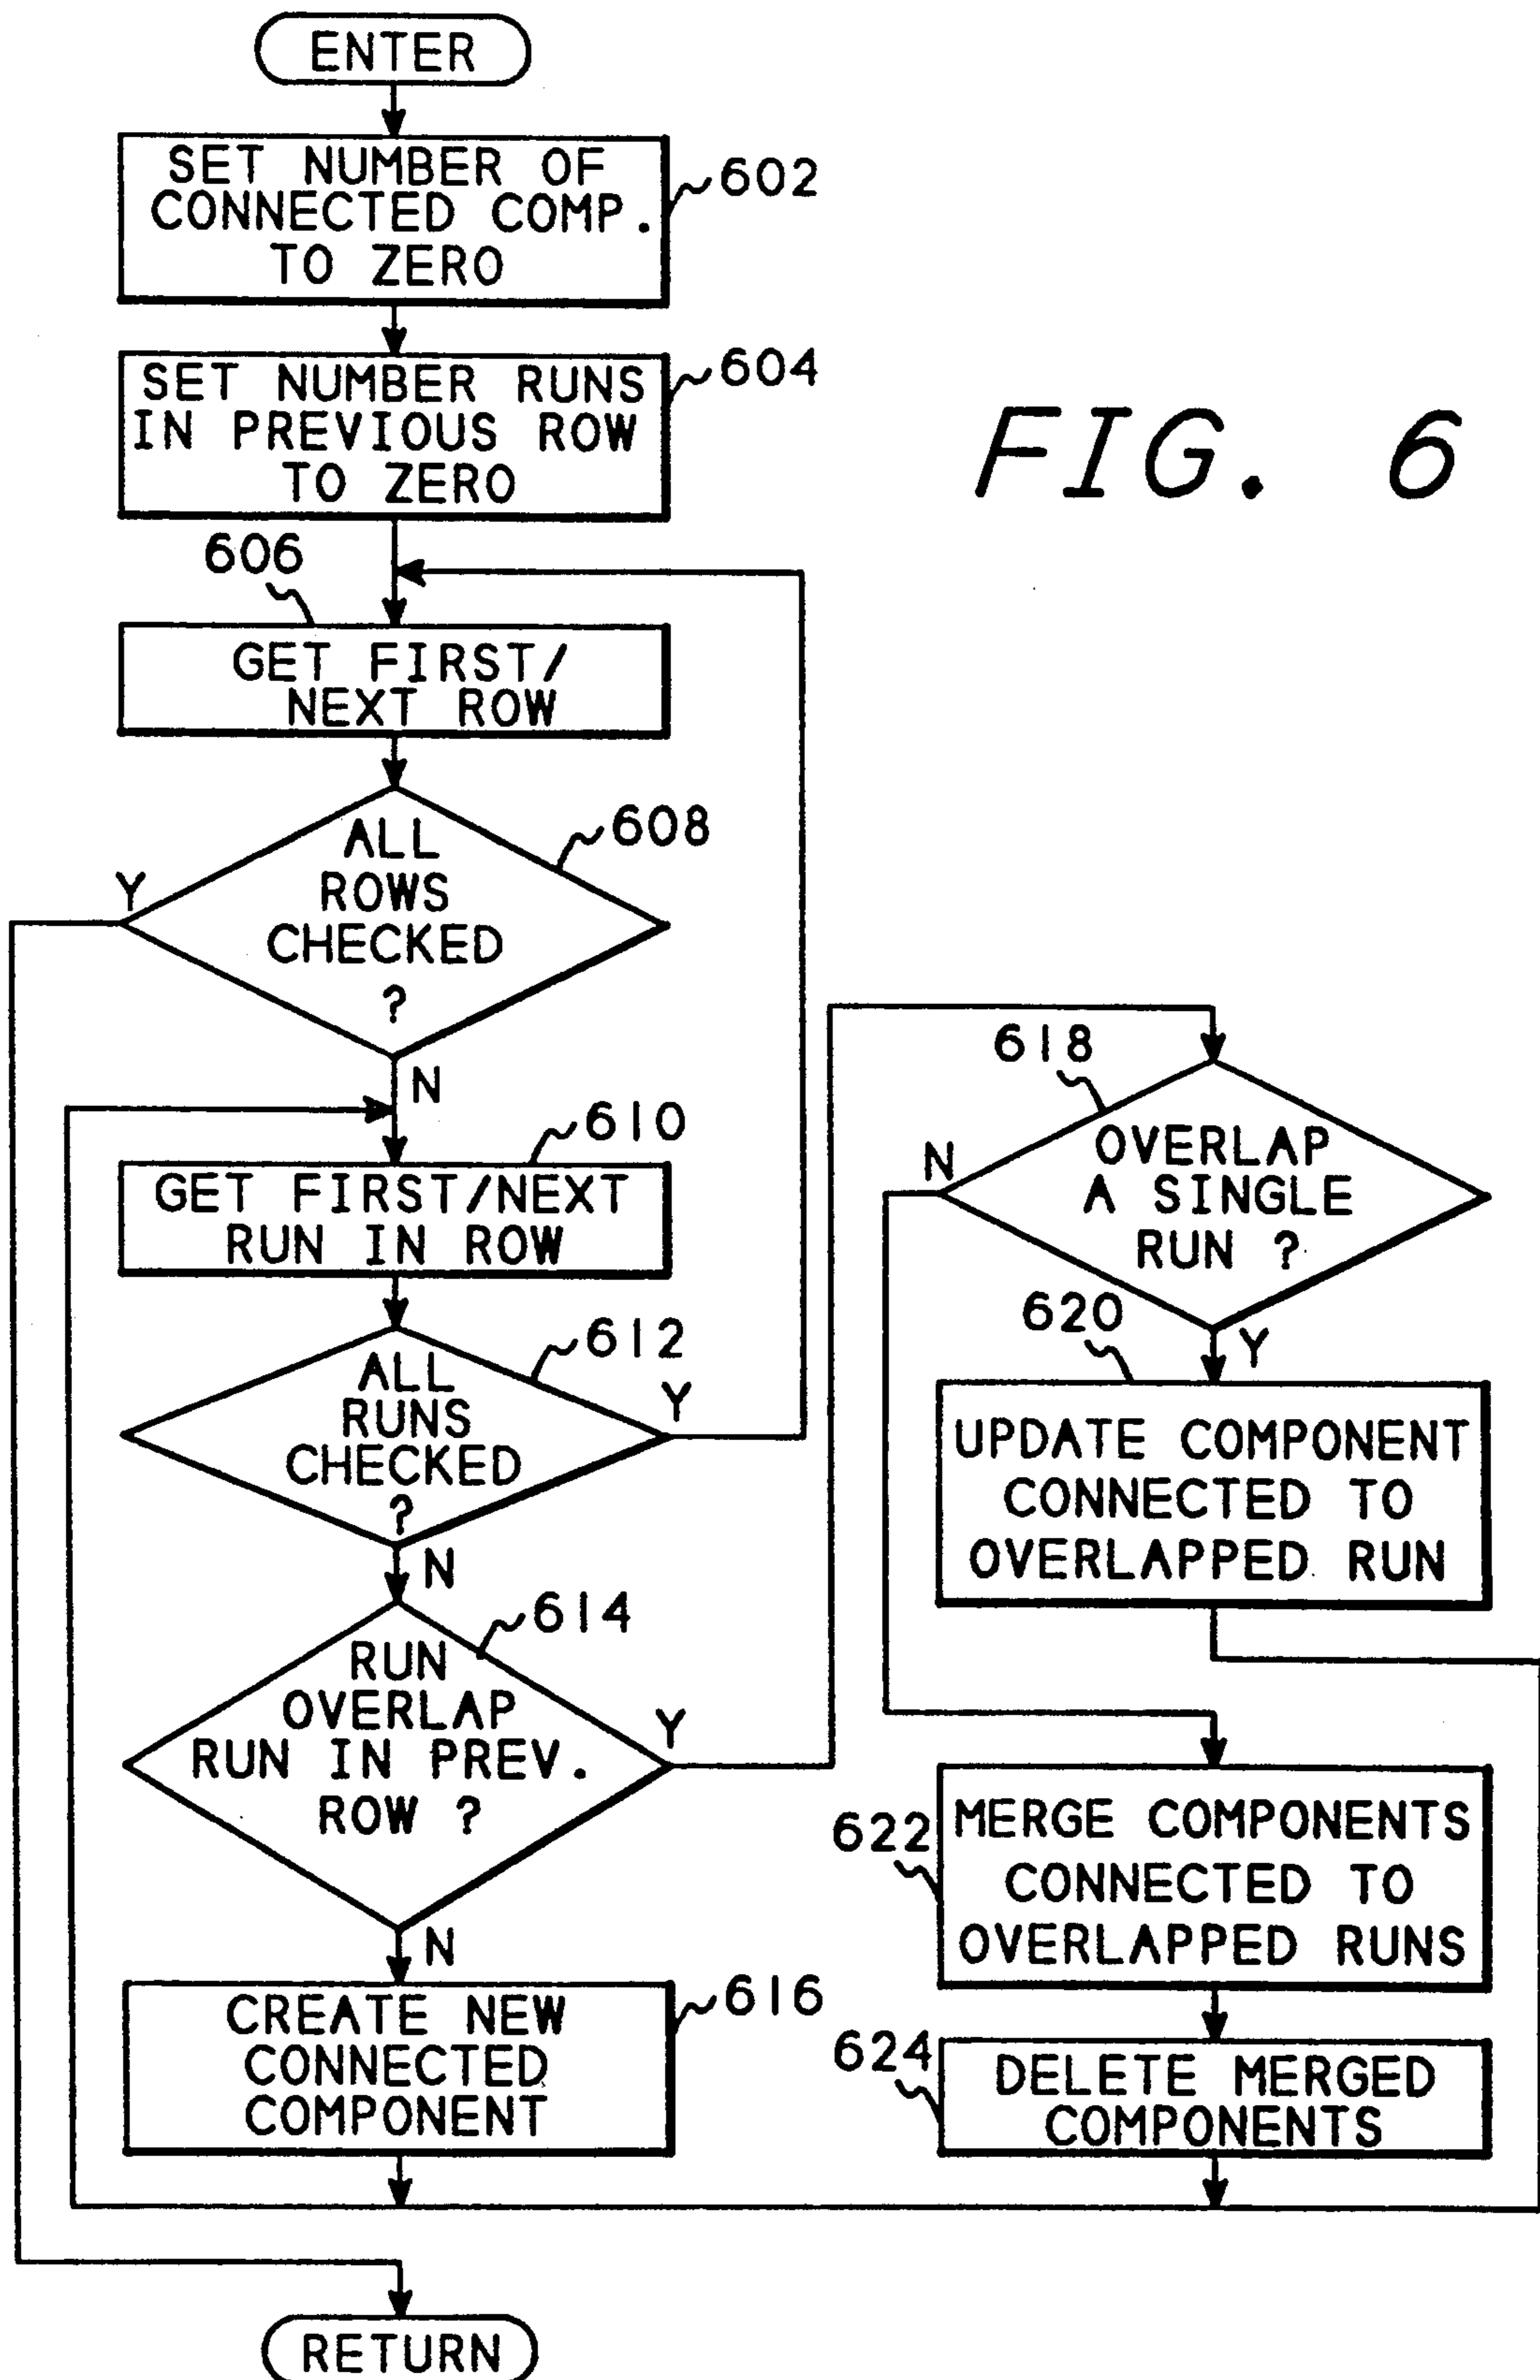 ENTER
SET NUMBER OF
CONNECTED COMP.
TO ZERO
602
SET NUMBER RUNS
IN PREVIOUS ROW
TO ZERO
604
FIG. 6
606
GET FIRST/
NEXT ROW
ALL
ROWS
CHECKED
?
608
Y
N
610
GET FIRST/NEXT
RUN IN ROW
ALL
RUNS
CHECKED
?
612
Y
N
RUN
OVERLAP
RUN IN PREV.
ROW ?
614
Y
N
CREATE NEW
CONNECTED
COMPONENT
616
618
OVERLAP
A SINGLE
RUN ?
N
Y
620
UPDATE COMPONENT
CONNECTED TO
OVERLAPPED RUN
622
MERGE COMPONENTS
CONNECTED TO
OVERLAPPED RUNS
624
DELETE MERGED
COMPONENTS
RETURN